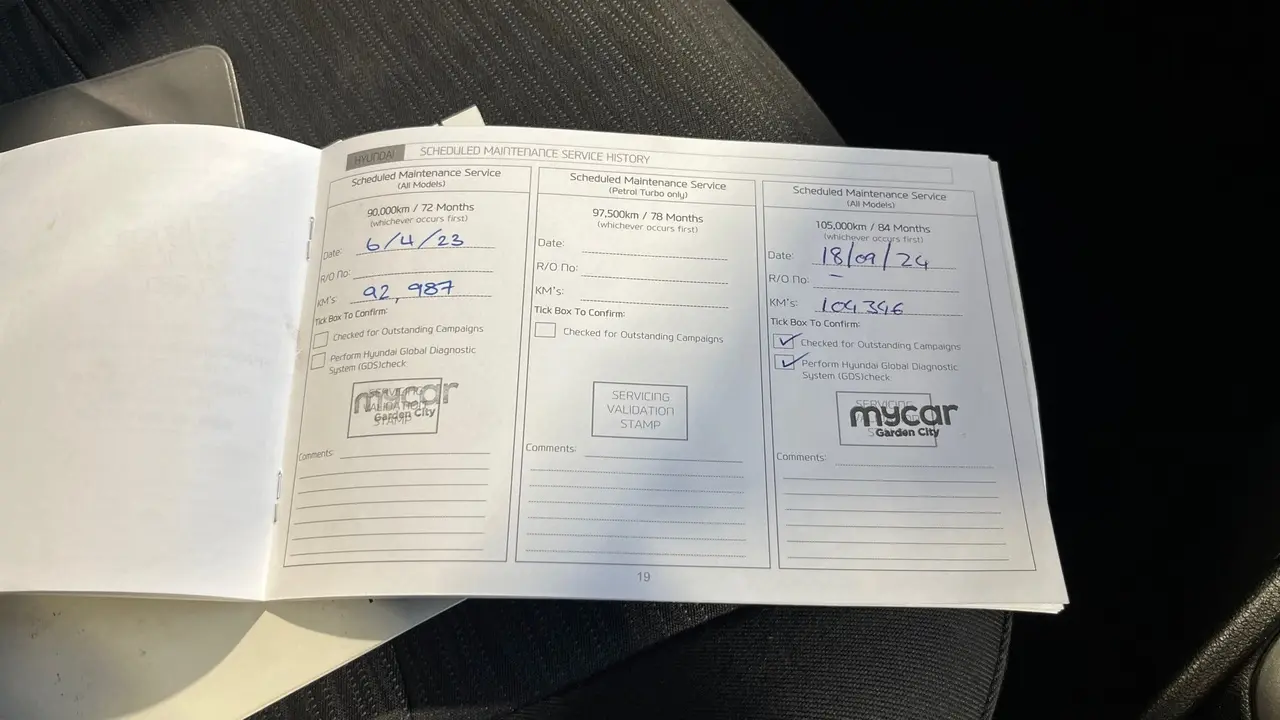 HYUNDAI SCHEDULED MAINTENANCE SERVICE HISTORY
Scheduled Maintenance Service
(All Models)
90,000km / 72 Months
(whichever occurs first)
Date: 6/4/23
R/O No:
KM's: 92,987
Tick Box To Confirm:
Checked for Outstanding Campaigns
Perform Hyundai Global Diagnostic
System (GDS)check
SERVICING
VALIDATION
STAMP
mycar
Garden City
Comments:
Scheduled Maintenance Service
(Petrol Turbo only)
97,500km / 78 Months
(whichever occurs first)
Date:
R/O No:
KM's:
Tick Box To Confirm:
Checked for Outstanding Campaigns
SERVICING
VALIDATION
STAMP
Comments:
Scheduled Maintenance Service
(All Models)
105,000km / 84 Months
(whichever occurs first)
Date: 18/09/24
R/O No: –
KM's: 104346
Tick Box To Confirm:
Checked for Outstanding Campaigns
Perform Hyundai Global Diagnostic
System (GDS)check
SERVICING
mycar
Garden City
Comments:
19